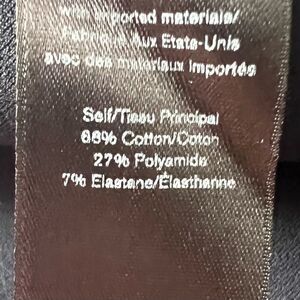 with imported materials/
Fabriqué Aux Etats-Unis
avec des materiaux importés
Self/Tissu Principal
66% Cotton/Coton
27% Polyamide
7% Elastane/Élasthanne